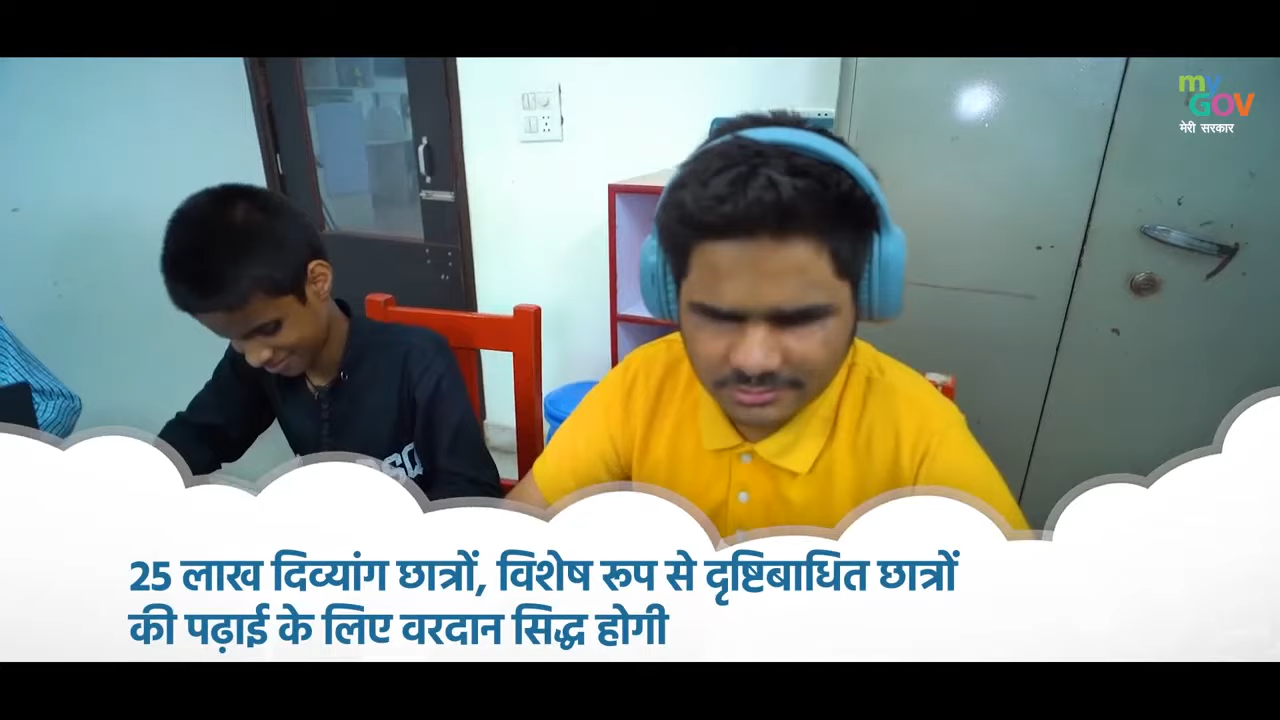 my
GOV
मेरी सरकार
25 लाख दिव्यांग छात्रों, विशेष रूप से दृष्टिबाधित छात्रों
की पढ़ाई के लिए वरदान सिद्ध होगी